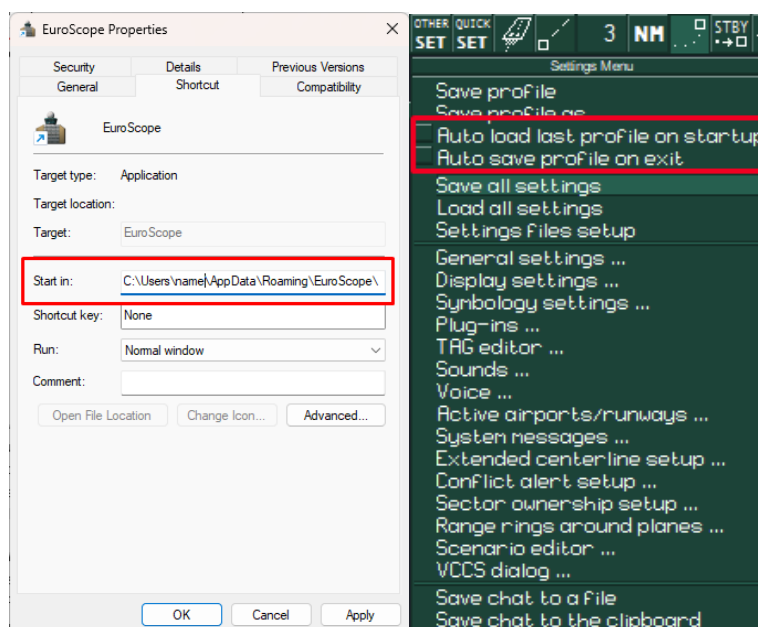 EuroScope Properties
Security Details Previous Versions
General Shortcut Compatibility
EuroScope
Target type: Application
Target location:
Target: EuroScope
Start in: C:\Users\name\AppData\Roaming\EuroScope\
Shortcut key: None
Run: Normal window
Comment:
Open File Location Change Icon... Advanced...
OK Cancel Apply
OTHER SET QUICK SET 3 NM STBY
Settings Menu
Save profile
Save profile as
Auto load last profile on startup
Auto save profile on exit
Save all settings
Load all settings
Settings files setup
General settings ...
Display settings ...
Symbology settings ...
Plug-ins ...
TAG editor ...
Sounds ...
Voice ...
Active airports/runways ...
System messages ...
Extended centerline setup ...
Conflict alert setup ...
Sector ownership setup ...
Range rings around planes ...
Scenario editor ...
VCCS dialog ...
Save chat to a file
Save chat to the clipboard